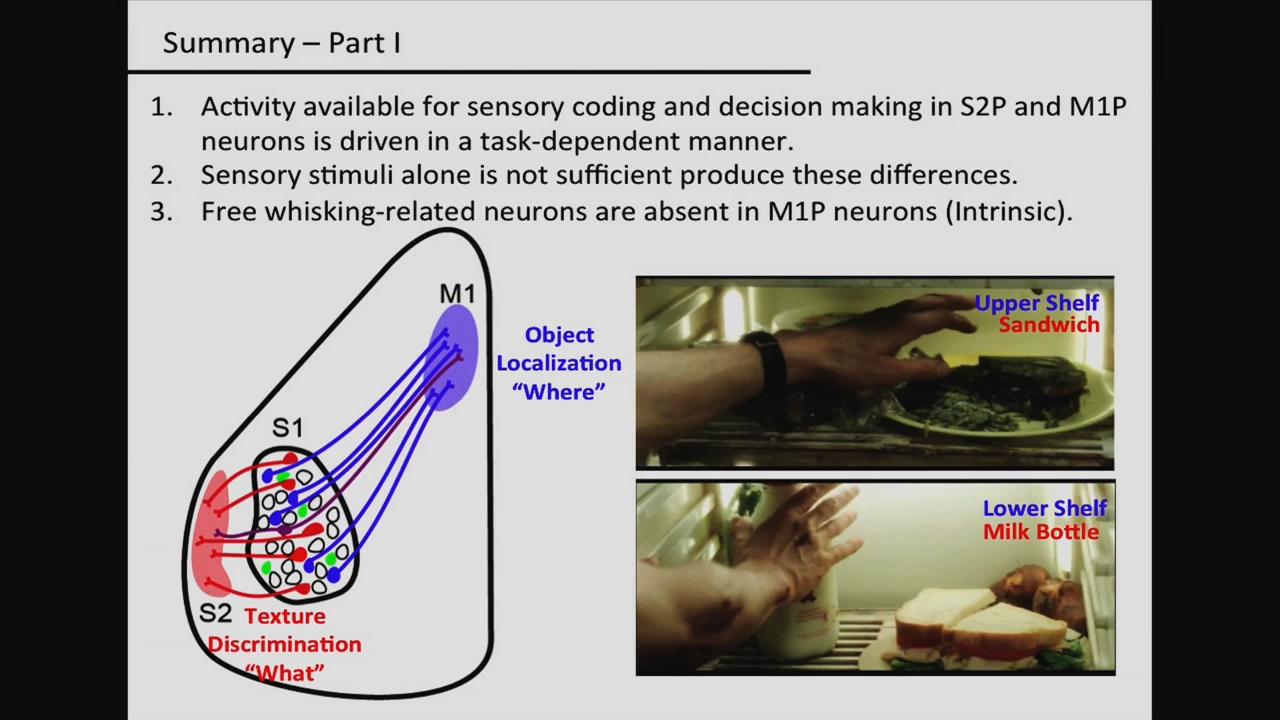 Summary – Part I
1. Activity available for sensory coding and decision making in S2P and M1P
neurons is driven in a task-dependent manner.
2. Sensory stimuli alone is not sufficient produce these differences.
3. Free whisking-related neurons are absent in M1P neurons (Intrinsic).
M1
Object
Localization
“Where”
S1
S2
Texture
Discrimination
“What”
Upper Shelf
Sandwich
Lower Shelf
Milk Bottle